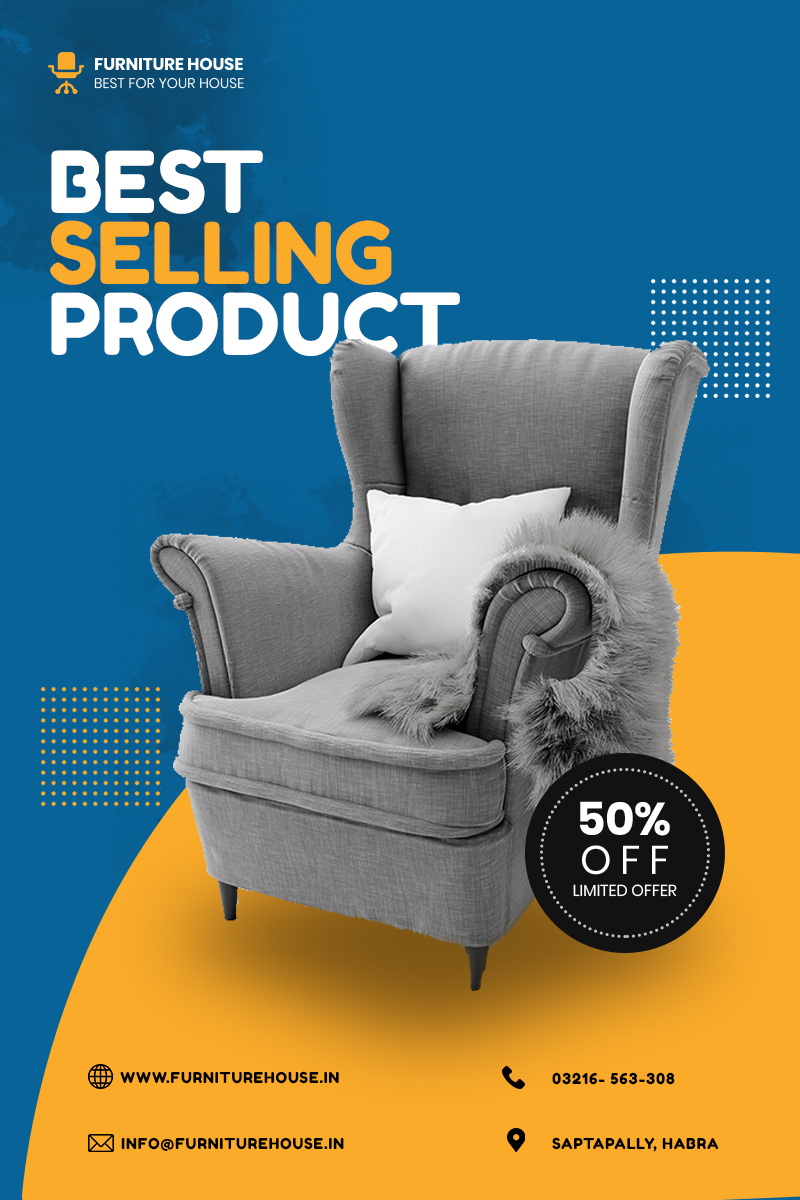 FURNITURE HOUSE
BEST FOR YOUR HOUSE
BEST
SELLING
PRODUCT
50%
OFF
LIMITED OFFER
WWW.FURNITUREHOUSE.IN
03216- 563-308
INFO@FURNITUREHOUSE.IN
SAPTAPALLY, HABRA